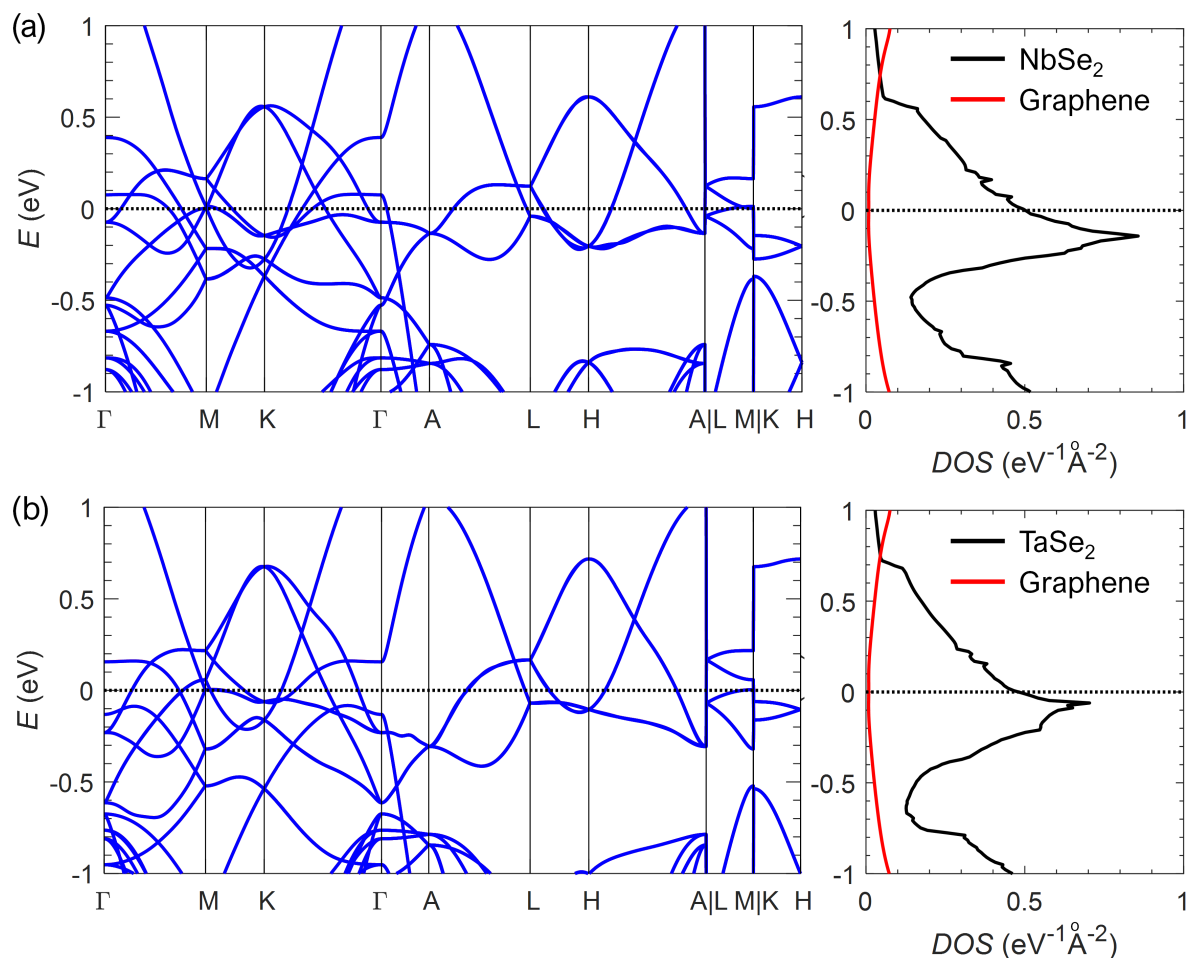 (a)
1
0.5
0
-0.5
-1
E (eV)
Γ M K Γ A L H A|L M|K H
1
0.5
0
-0.5
-1
NbSe2
Graphene
0 0.5 1
DOS (eV-1Å-2)
(b)
1
0.5
0
-0.5
-1
E (eV)
Γ M K Γ A L H A|L M|K H
1
0.5
0
-0.5
-1
TaSe2
Graphene
0 0.5 1
DOS (eV-1Å-2)